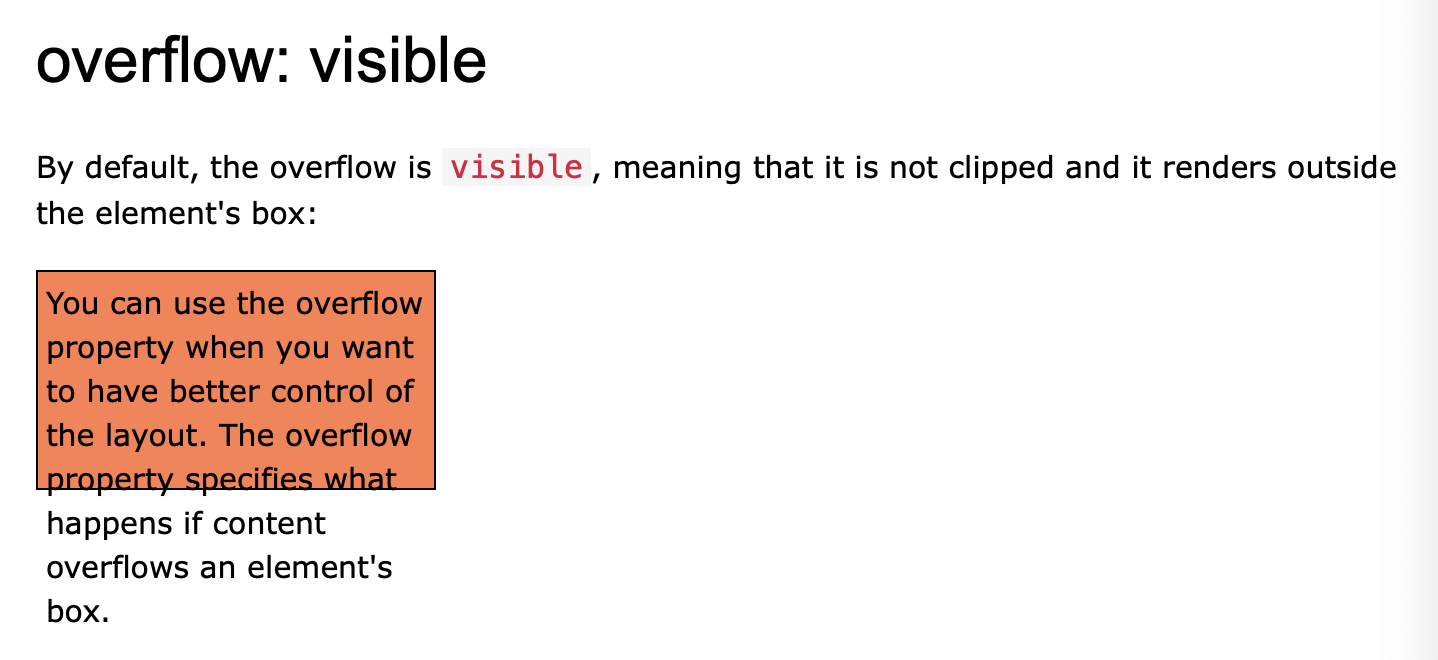 overflow: visible
By default, the overflow is visible, meaning that it is not clipped and it renders outside
the element's box:
You can use the overflow
property when you want
to have better control of
the layout. The overflow
property specifies what
happens if content
overflows an element's
box.